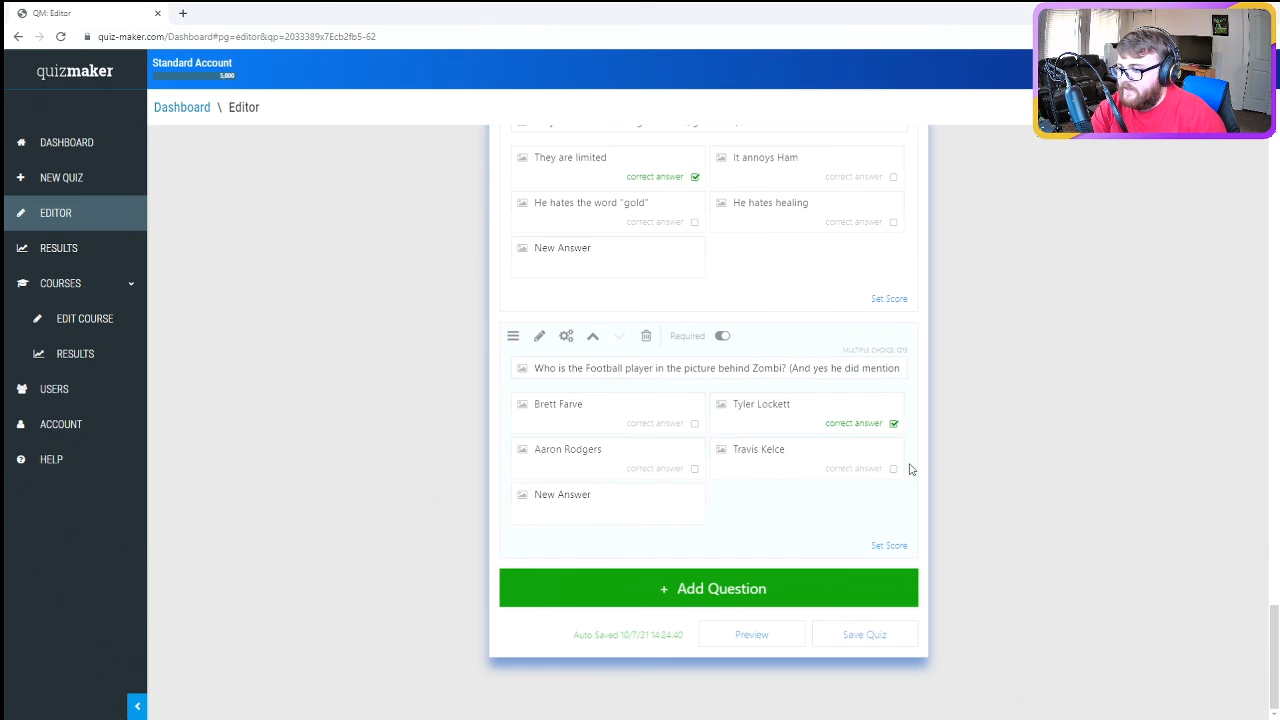 QM: Editor
quiz-maker.com/Dashboard#pg=editor&qp=2033389x7Ecb2fb5-62
quizmaker
Standard Account
5,000
Dashboard \ Editor
DASHBOARD
NEW QUIZ
EDITOR
RESULTS
COURSES
EDIT COURSE
RESULTS
USERS
ACCOUNT
HELP
They are limited
correct answer
It annoys Ham
correct answer
He hates the word "gold"
correct answer
He hates healing
correct answer
New Answer
Set Score
Required
MULTIPLE CHOICE:
Who is the Football player in the picture behind Zombi? (And yes he did mention
Brett Farve
correct answer
Tyler Lockett
correct answer
Aaron Rodgers
correct answer
Travis Kelce
correct answer
New Answer
Set Score
+ Add Question
Auto Saved 10/7/21 14:24:40
Preview
Save Quiz